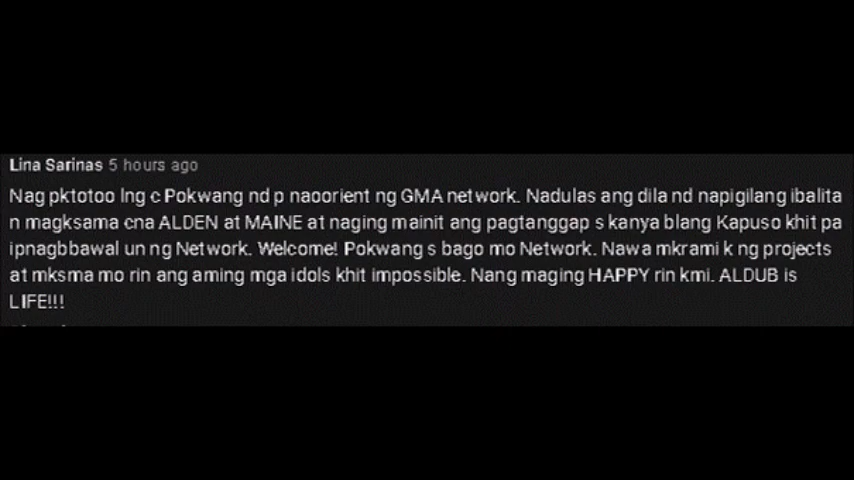 Lina Sarinas 5 hours ago
Nag pktotoo lng c Pokwang nd p naoorient ng GMA network. Nadulas ang dila nd napigilang ibalita
n magksama cna ALDEN at MAINE at naging mainit ang pagtanggap s kanya blang Kapuso khit pa
ipnagbbawal un ng Network. Welcome! Pokwang s bago mo Network. Nawa mkrami k ng projects
at mksma mo rin ang aming mga idols khit impossible. Nang maging HAPPY rin kmi. ALDUB is
LIFE!!!